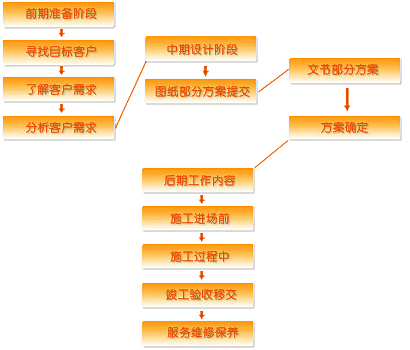 前期准备阶段
寻找目标客户
了解客户需求
分析客户需求
中期设计阶段
图纸部分方案提交
文书部分方案
方案确定
后期工作内容
施工进场前
施工过程中
竣工验收移交
服务维修保养